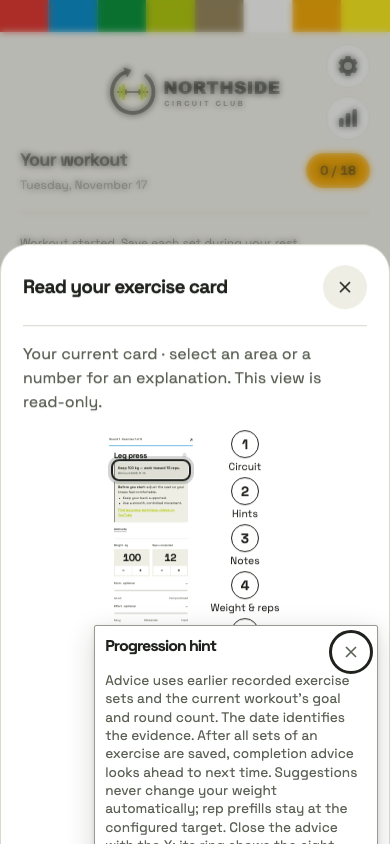 NORTHSIDE
CIRCUIT CLUB
Your workout
Tuesday, November 17
0 / 18
Workout started. Save each set during your rest.
Read your exercise card
Your current card · select an area or a
number for an explanation. This view is
read-only.
Leg press
Keep 100 kg — work toward 15 reps.
Weight kg
100
12
1
Circuit
2
Hints
3
Notes
4
Weight & reps
Progression hint
Advice uses earlier recorded exercise
sets and the current workout's goal
and round count. The date identifies
the evidence. After all sets of an
exercise are saved, completion advice
looks ahead to next time. Suggestions
never change your weight
automatically; rep prefills stay at the
configured target. Close the advice
with the X; its ring shows the eight